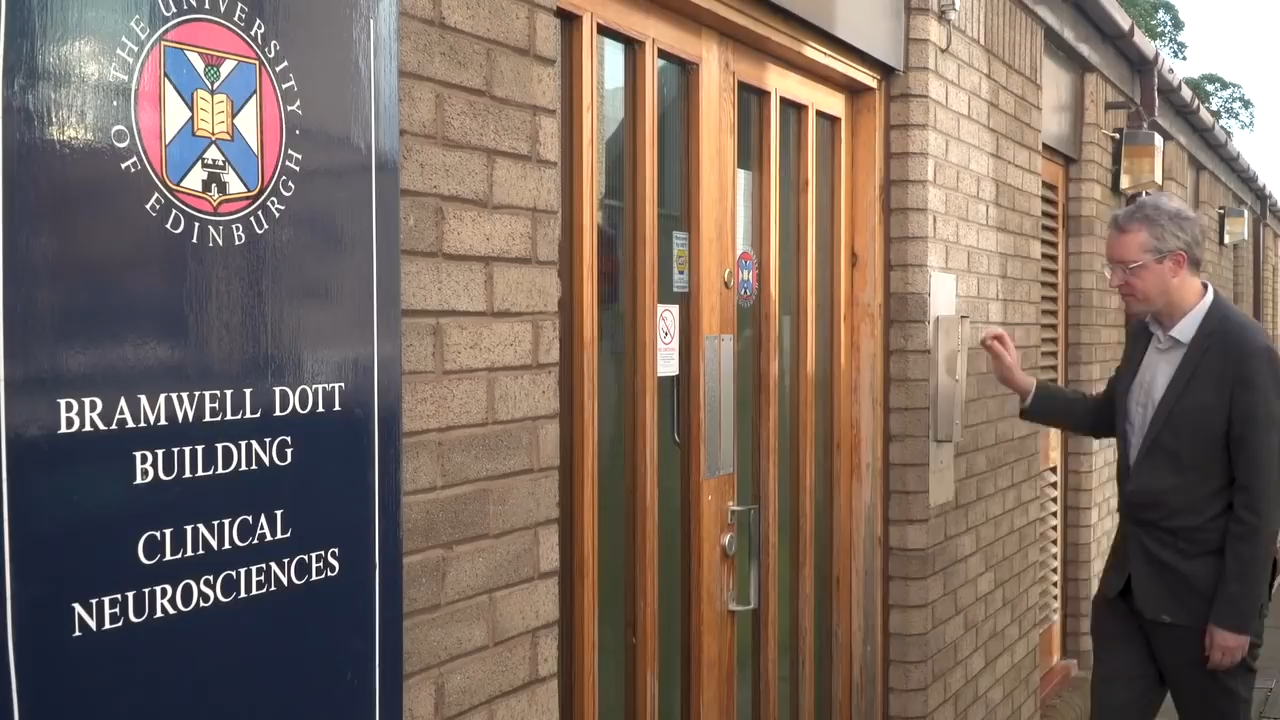 THE UNIVERSITY
OF EDINBURGH
BRAMWELL DOTT
BUILDING
CLINICAL
NEUROSCIENCES